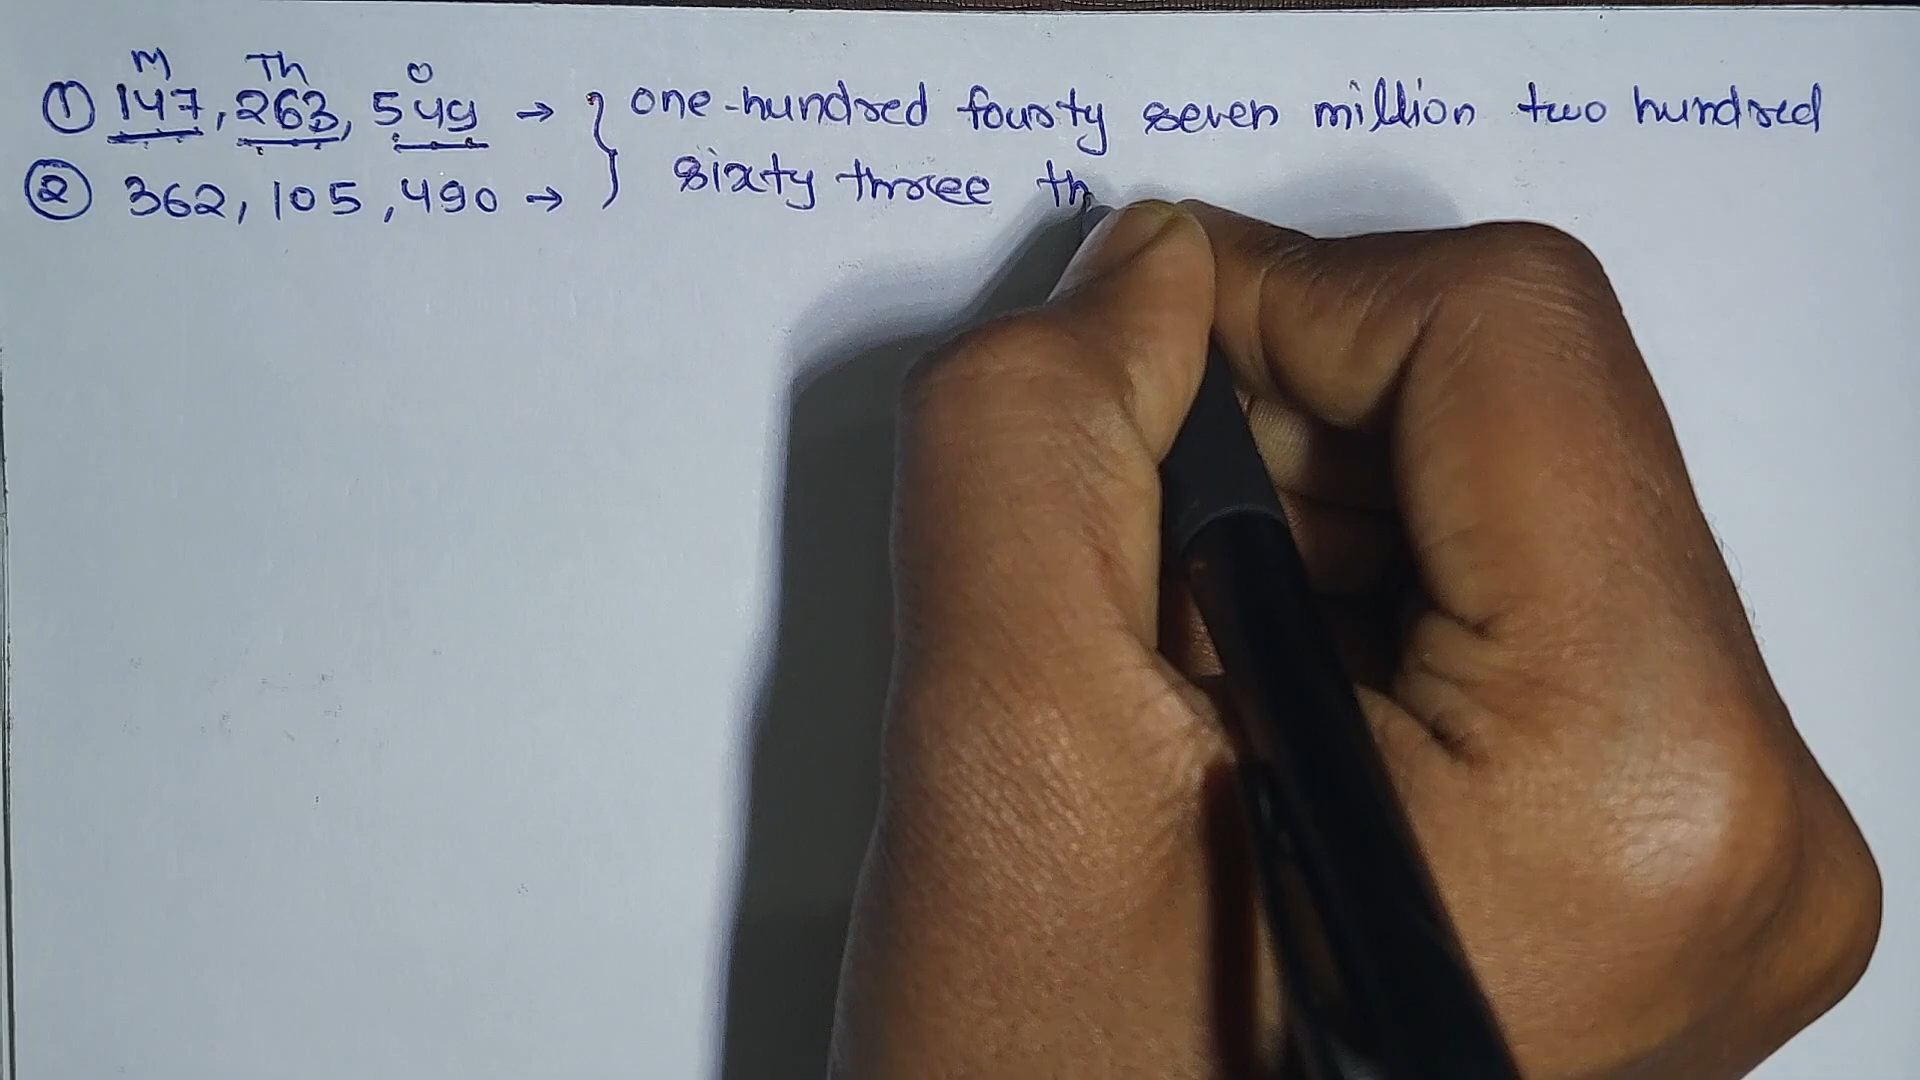 M Th O
① 147,263,549 → } one-hundred fourty seven million two hundred
② 362,105,490 → sixty three th